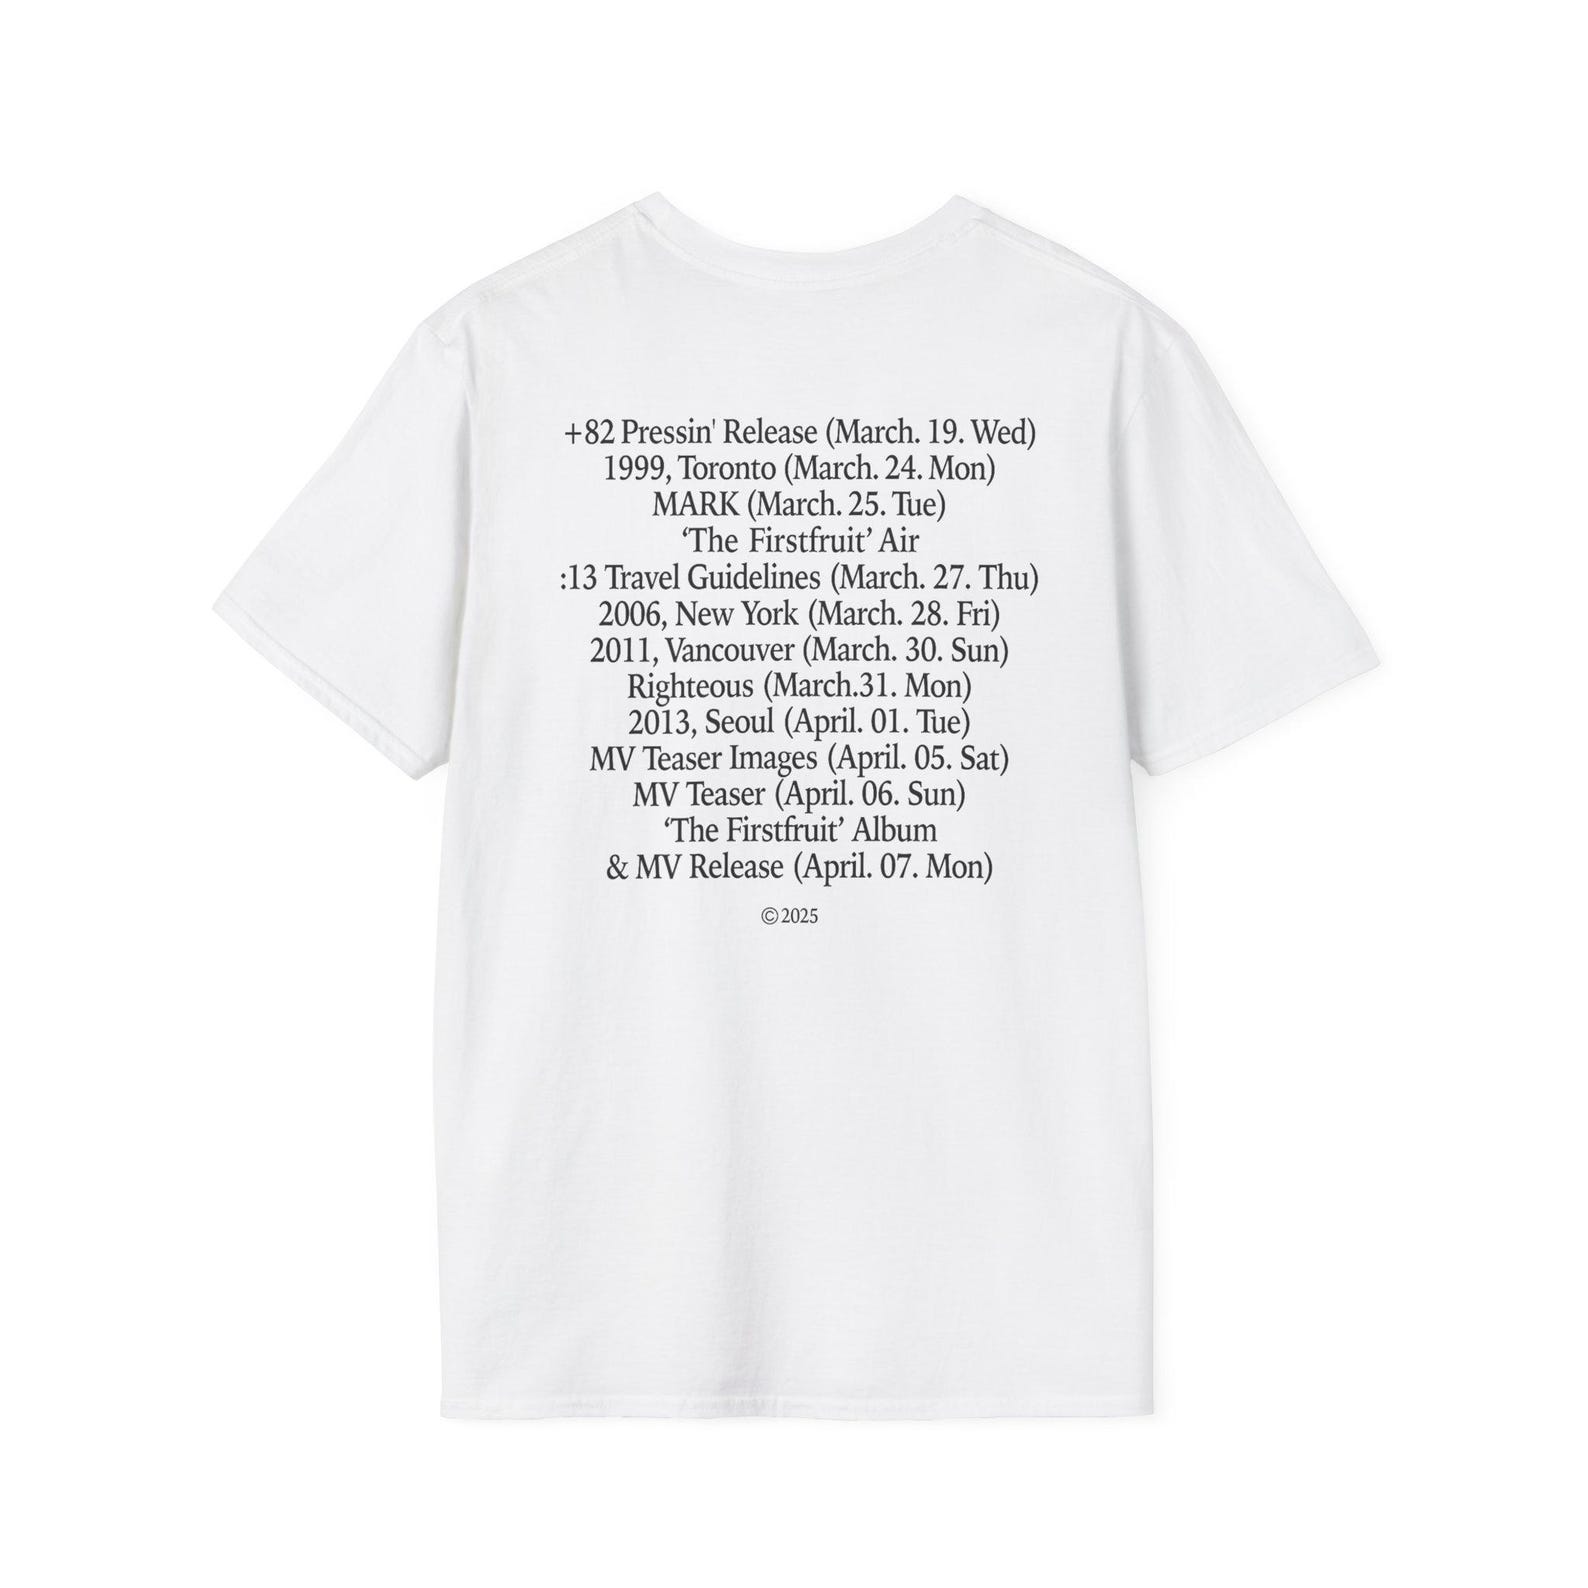 +82 Pressin' Release (March. 19. Wed)
1999, Toronto (March. 24. Mon)
MARK (March. 25. Tue)
‘The Firstfruit’ Air
:13 Travel Guidelines (March. 27. Thu)
2006, New York (March. 28. Fri)
2011, Vancouver (March. 30. Sun)
Righteous (March.31. Mon)
2013, Seoul (April. 01. Tue)
MV Teaser Images (April. 05. Sat)
MV Teaser (April. 06. Sun)
‘The Firstfruit’ Album
& MV Release (April. 07. Mon)
©2025